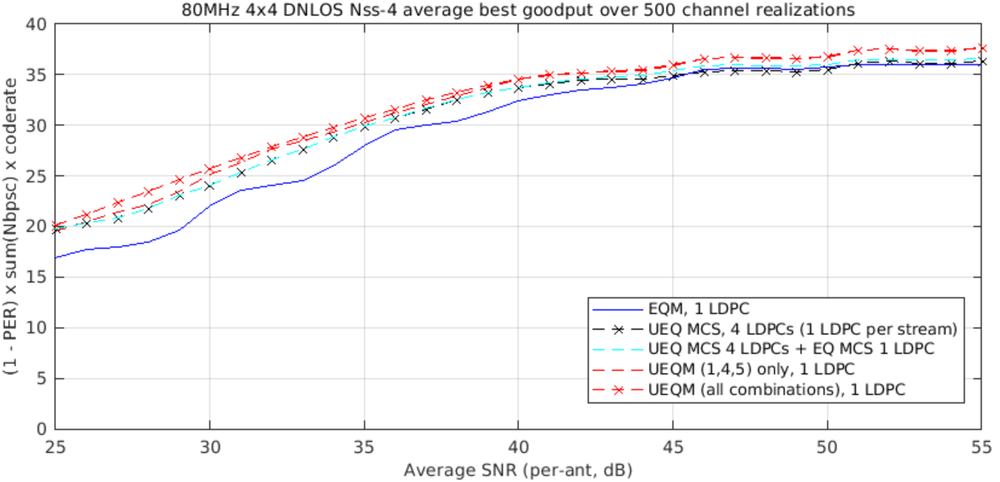 80MHz 4x4 DNLOS Nss-4 average best goodput over 500 channel realizations
(1 - PER) x sum(Nbpsc) x coderate
40
35
30
25
20
15
10
5
0
EQM, 1 LDPC
UEQ MCS, 4 LDPCs (1 LDPC per stream)
UEQ MCS 4 LDPCs + EQ MCS 1 LDPC
UEQM (1,4,5) only, 1 LDPC
UEQM (all combinations), 1 LDPC
25 30 35 40 45 50 55
Average SNR (per-ant, dB)